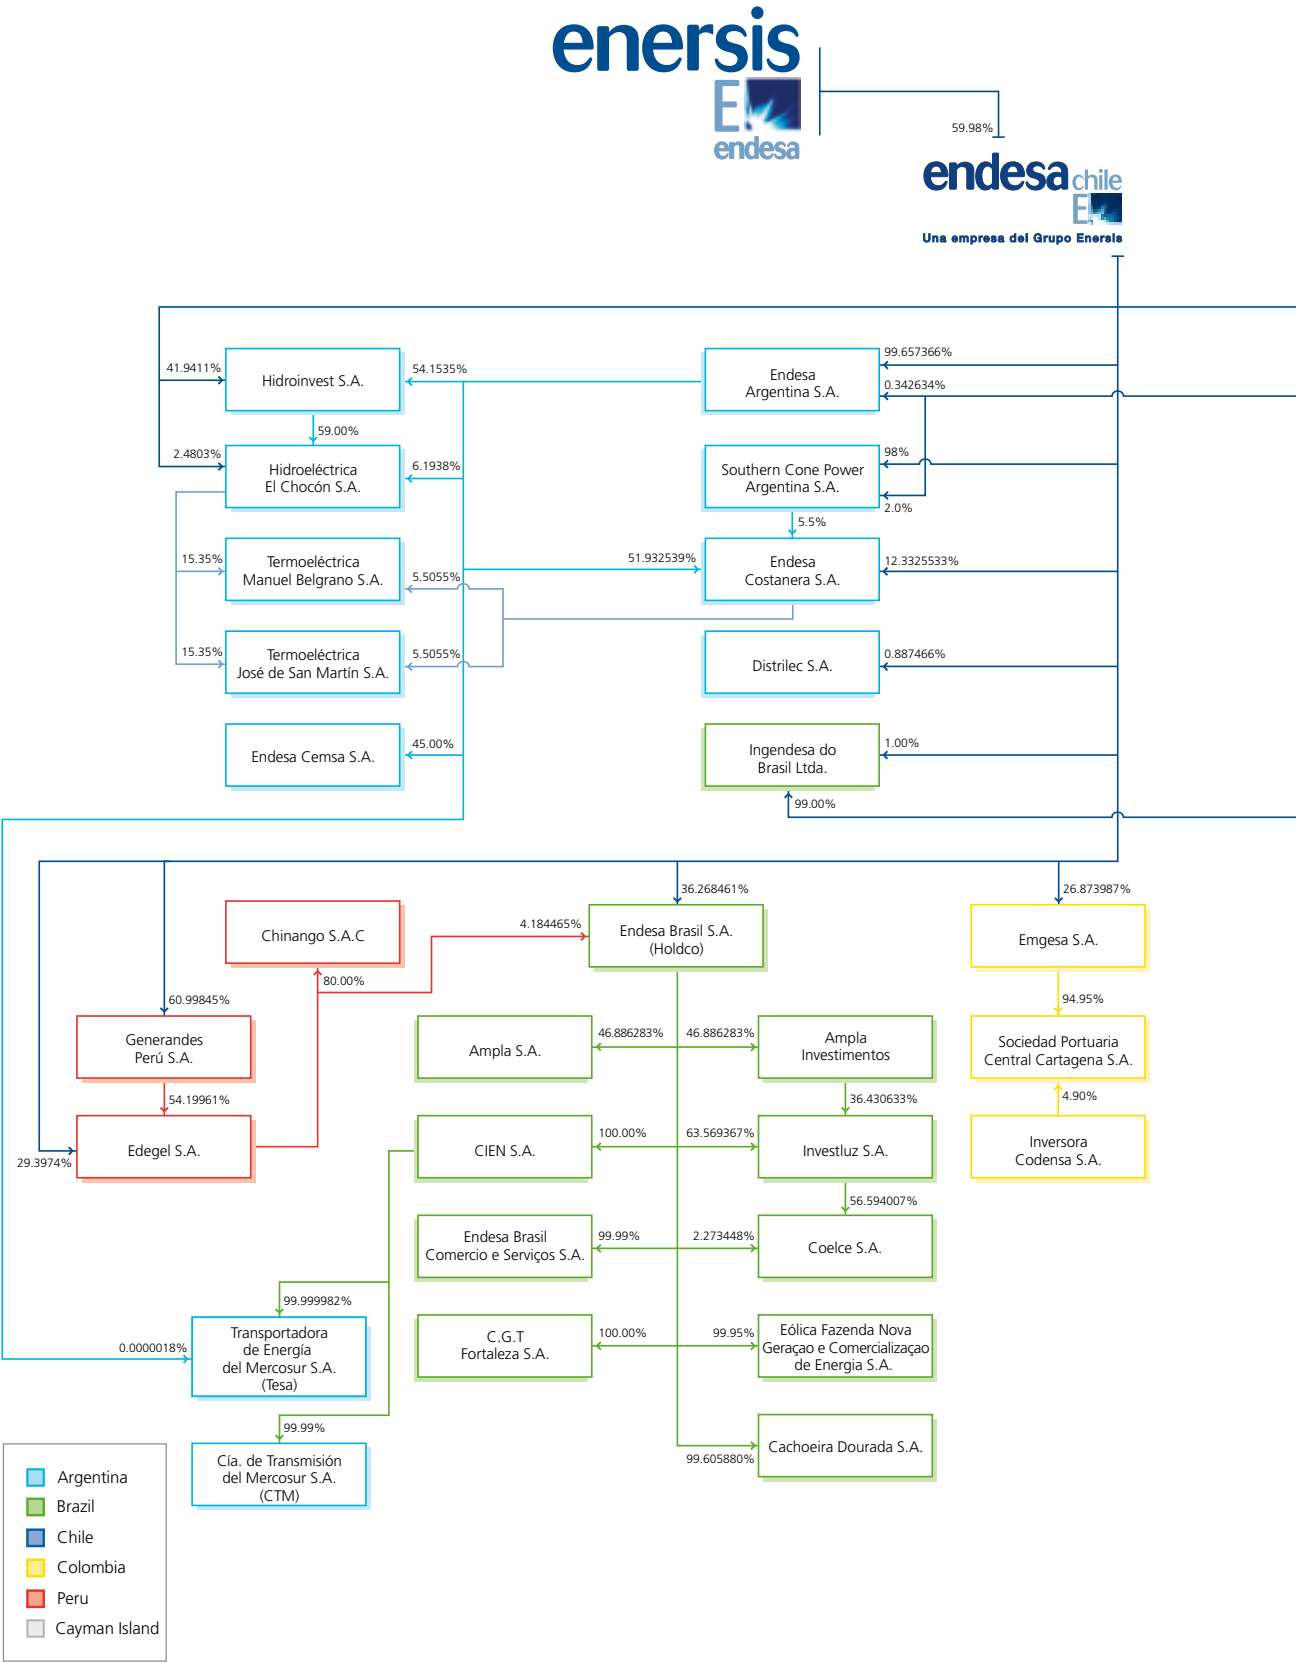 enersis
E
endesa
59.98%
endesa chile
E
Una empresa del Grupo Enersis
41.9411%
Hidroinvest S.A.
54.1535%
Endesa
Argentina S.A.
99.657366%
0.342634%
59.00%
2.4803%
Hidroeléctrica
El Chocón S.A.
6.1938%
Southern Cone Power
Argentina S.A.
98%
2.0%
5.5%
15.35%
Termoeléctrica
Manuel Belgrano S.A.
5.5055%
51.932539%
Endesa
Costanera S.A.
12.3325533%
15.35%
Termoeléctrica
José de San Martín S.A.
5.5055%
Distrilec S.A.
0.887466%
Endesa Cemsa S.A.
45.00%
Ingendesa do
Brasil Ltda.
1.00%
99.00%
36.268461%
26.873987%
Chinango S.A.C
4.184465%
Endesa Brasil S.A.
(Holdco)
Emgesa S.A.
80.00%
60.99845%
94.95%
Generandes
Perú S.A.
Ampla S.A.
46.886283%
46.886283%
Ampla
Investimentos
Sociedad Portuaria
Central Cartagena S.A.
54.19961%
36.430633%
4.90%
Edegel S.A.
29.3974%
CIEN S.A.
100.00%
63.569367%
Investluz S.A.
Inversora
Codensa S.A.
56.594007%
Endesa Brasil
Comercio e Serviços S.A.
99.99%
2.273448%
Coelce S.A.
99.999982%
0.0000018%
Transportadora
de Energía
del Mercosur S.A.
(Tesa)
C.G.T
Fortaleza S.A.
100.00%
99.95%
Eólica Fazenda Nova
Geraçao e Comercializaçao
de Energia S.A.
99.99%
Cía. de Transmisión
del Mercosur S.A.
(CTM)
99.605880%
Cachoeira Dourada S.A.
Argentina
Brazil
Chile
Colombia
Peru
Cayman Island